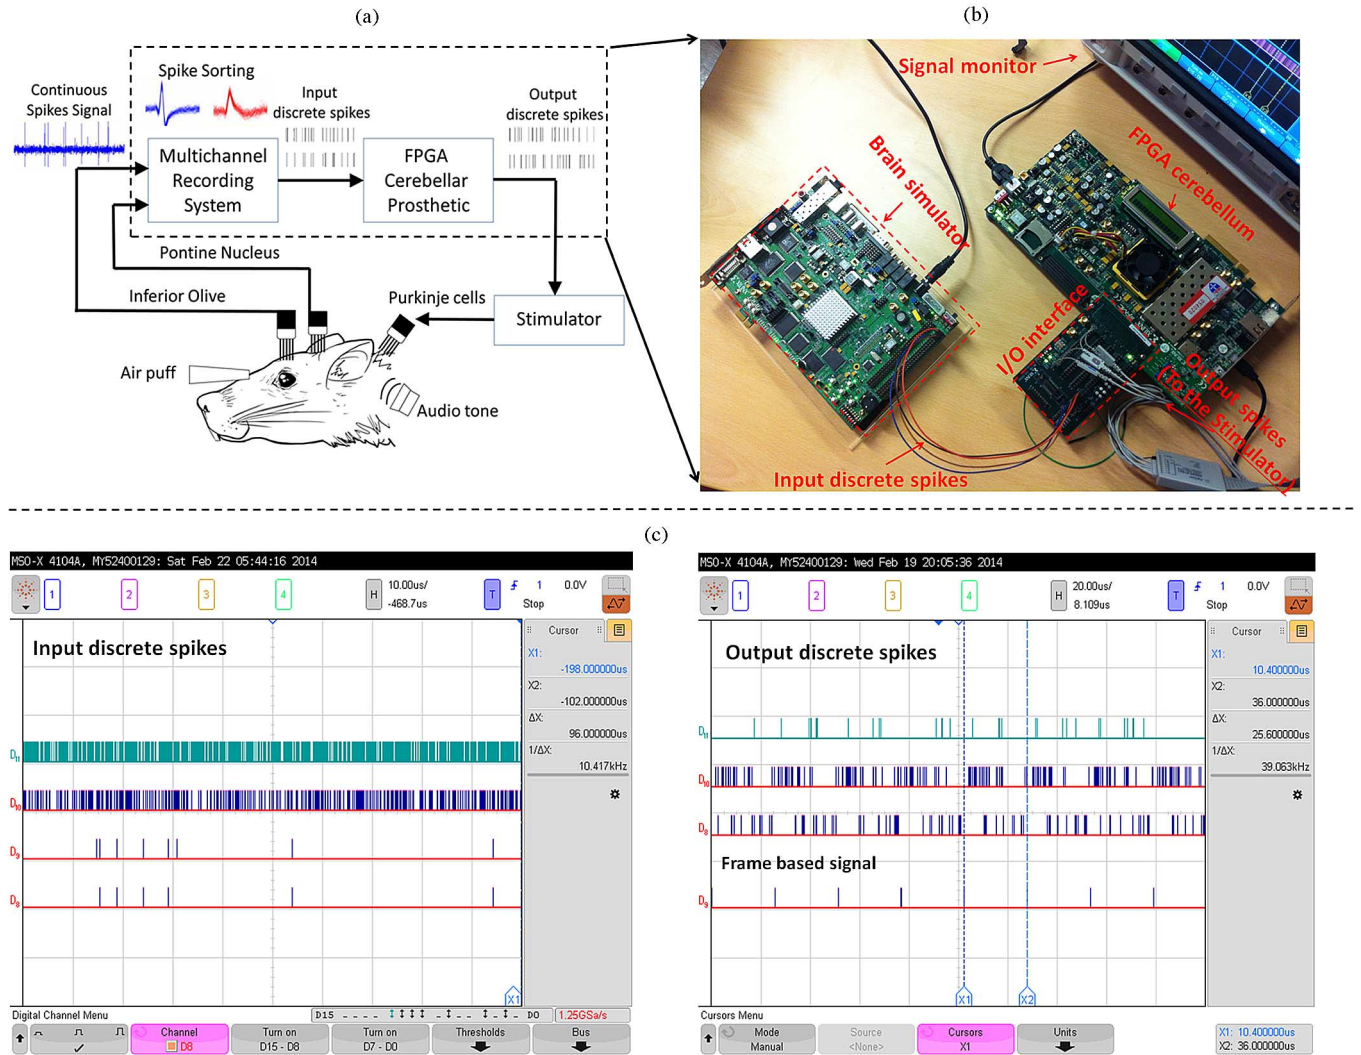 (a)
Continuous
Spikes Signal
Spike Sorting
Input
discrete spikes
Output
discrete spikes
Multichannel
Recording
System
FPGA
Cerebellar
Prosthetic
Pontine Nucleus
Inferior Olive
Purkinje cells
Stimulator
Air puff
Audio tone
(b)
Signal monitor
Brain simulator
FPGA cerebellum
I/O interface
Output spikes
(To the Stimulator)
Input discrete spikes
(c)
MSO-X 4104A, MY52400129: Sat Feb 22 05:44:16 2014
1 2 3 4 H 10.00us/ T 1 0.0V
-468.7us Stop
Input discrete spikes
Cursor
X1:
-198.000000us
X2:
-102.000000us
ΔX:
96.000000us
1/ΔX:
10.417kHz
D11
D10
D9
D8
X1
Digital Channel Menu
D15 D0 1.25GSa/s
Channel
D8
Turn on
D15 - D8
Turn on
D7 - D0
Thresholds
Bus
MSO-X 4104A, MY52400129: Wed Feb 19 20:05:36 2014
1 2 3 4 H 20.00us/ T 1 0.0V
8.109us Stop
Output discrete spikes
Cursor
X1:
10.400000us
X2:
36.000000us
ΔX:
25.600000us
1/ΔX:
39.063kHz
D11
D10
D8
Frame based signal
D9
X1 X2
Cursors Menu
Mode
Manual
Source
<None>
Cursors
X1
Units
X1: 10.400000us
X2: 36.000000us